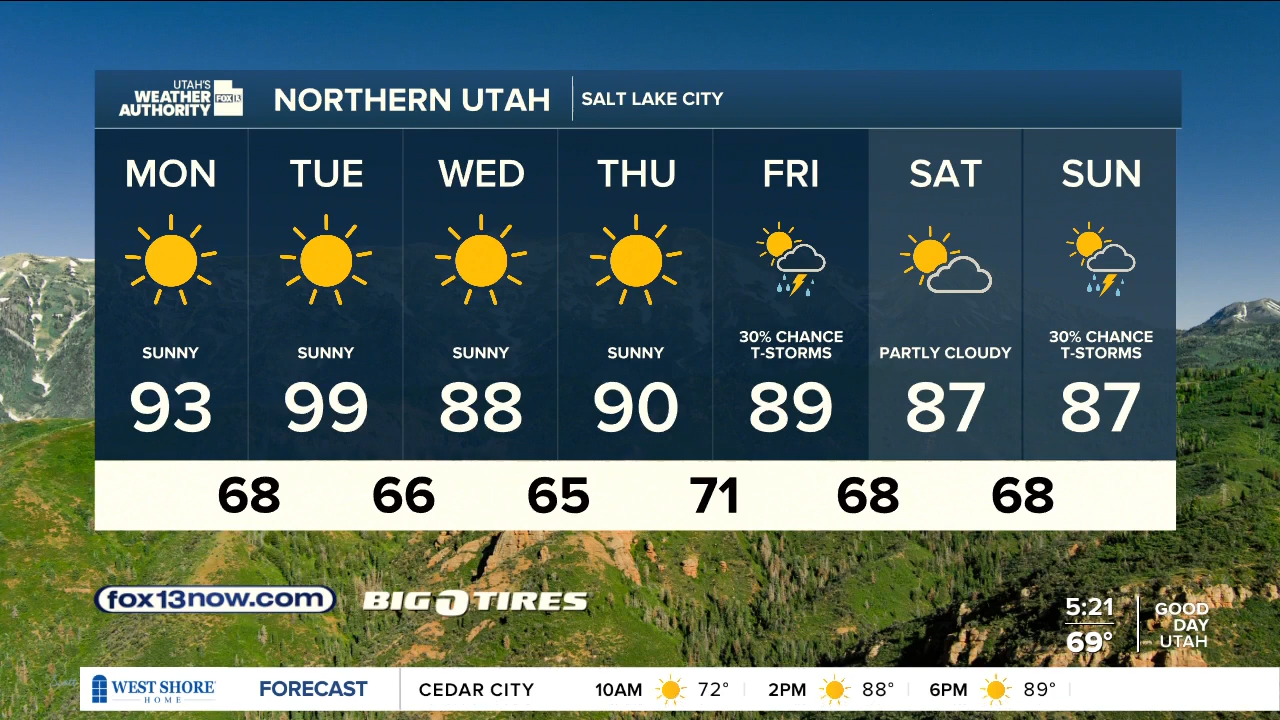 UTAH'S
WEATHER
AUTHORITY
FOX 13
NORTHERN UTAH
SALT LAKE CITY
MON TUE WED THU FRI SAT SUN
SUNNY SUNNY SUNNY SUNNY 30% CHANCE T-STORMS PARTLY CLOUDY 30% CHANCE T-STORMS
93 99 88 90 89 87 87
68 66 65 71 68 68
fox13now.com
BIG O TIRES
5:21
69°
GOOD
DAY
UTAH
WEST SHORE
HOME
FORECAST
CEDAR CITY
10AM 72° 2PM 88° 6PM 89°